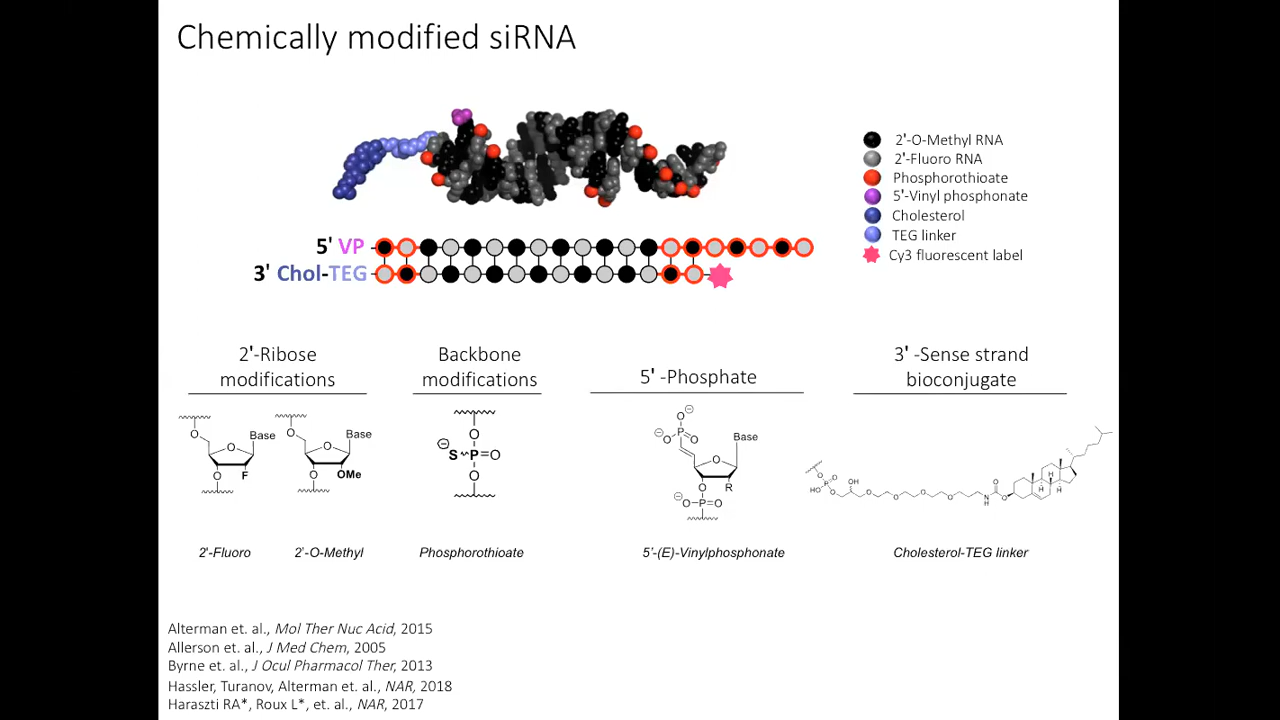 Chemically modified siRNA
2'-O-Methyl RNA
2'-Fluoro RNA
Phosphorothioate
5'-Vinyl phosphonate
Cholesterol
TEG linker
Cy3 fluorescent label
5' VP
3' Chol-TEG
2'-Ribose
modifications
Backbone
modifications
5' -Phosphate
3' -Sense strand
bioconjugate
O
Base
O
O
F
O
Base
O
O
OMe
O
⊖
S P O
O
O ⊖
⊖ O P O
Base
O
O
R
⊖ O P O
O
O
HO P
O
OH
O
O
O
O
N
H
O
O
H
H
H
2'-Fluoro
2'-O-Methyl
Phosphorothioate
5'-(E)-Vinylphosphonate
Cholesterol-TEG linker
Alterman et. al., Mol Ther Nuc Acid, 2015
Allerson et. al., J Med Chem, 2005
Byrne et. al., J Ocul Pharmacol Ther, 2013
Hassler, Turanov, Alterman et. al., NAR, 2018
Haraszti RA*, Roux L*, et. al., NAR, 2017